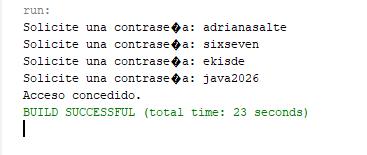 run:
Solicite una contrase�a: adrianasalte
Solicite una contrase�a: sixseven
Solicite una contrase�a: ekisde
Solicite una contrase�a: java2026
Acceso concedido.
BUILD SUCCESSFUL (total time: 23 seconds)